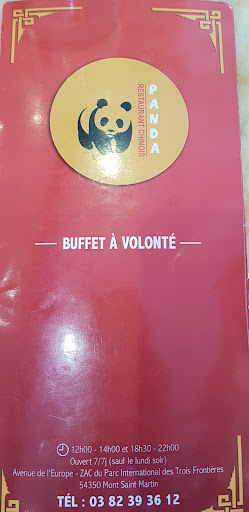 PANDA
RESTAURANT CHINOIS
BUFFET À VOLONTÉ
12h00 - 14h00 et 18h30 - 22h00
Ouvert 7/7j (sauf le lundi soir)
Avenue de l'Europe - ZAC du Parc International des Trois Frontières
54350 Mont Saint Martin
TÉL : 03 82 39 36 12